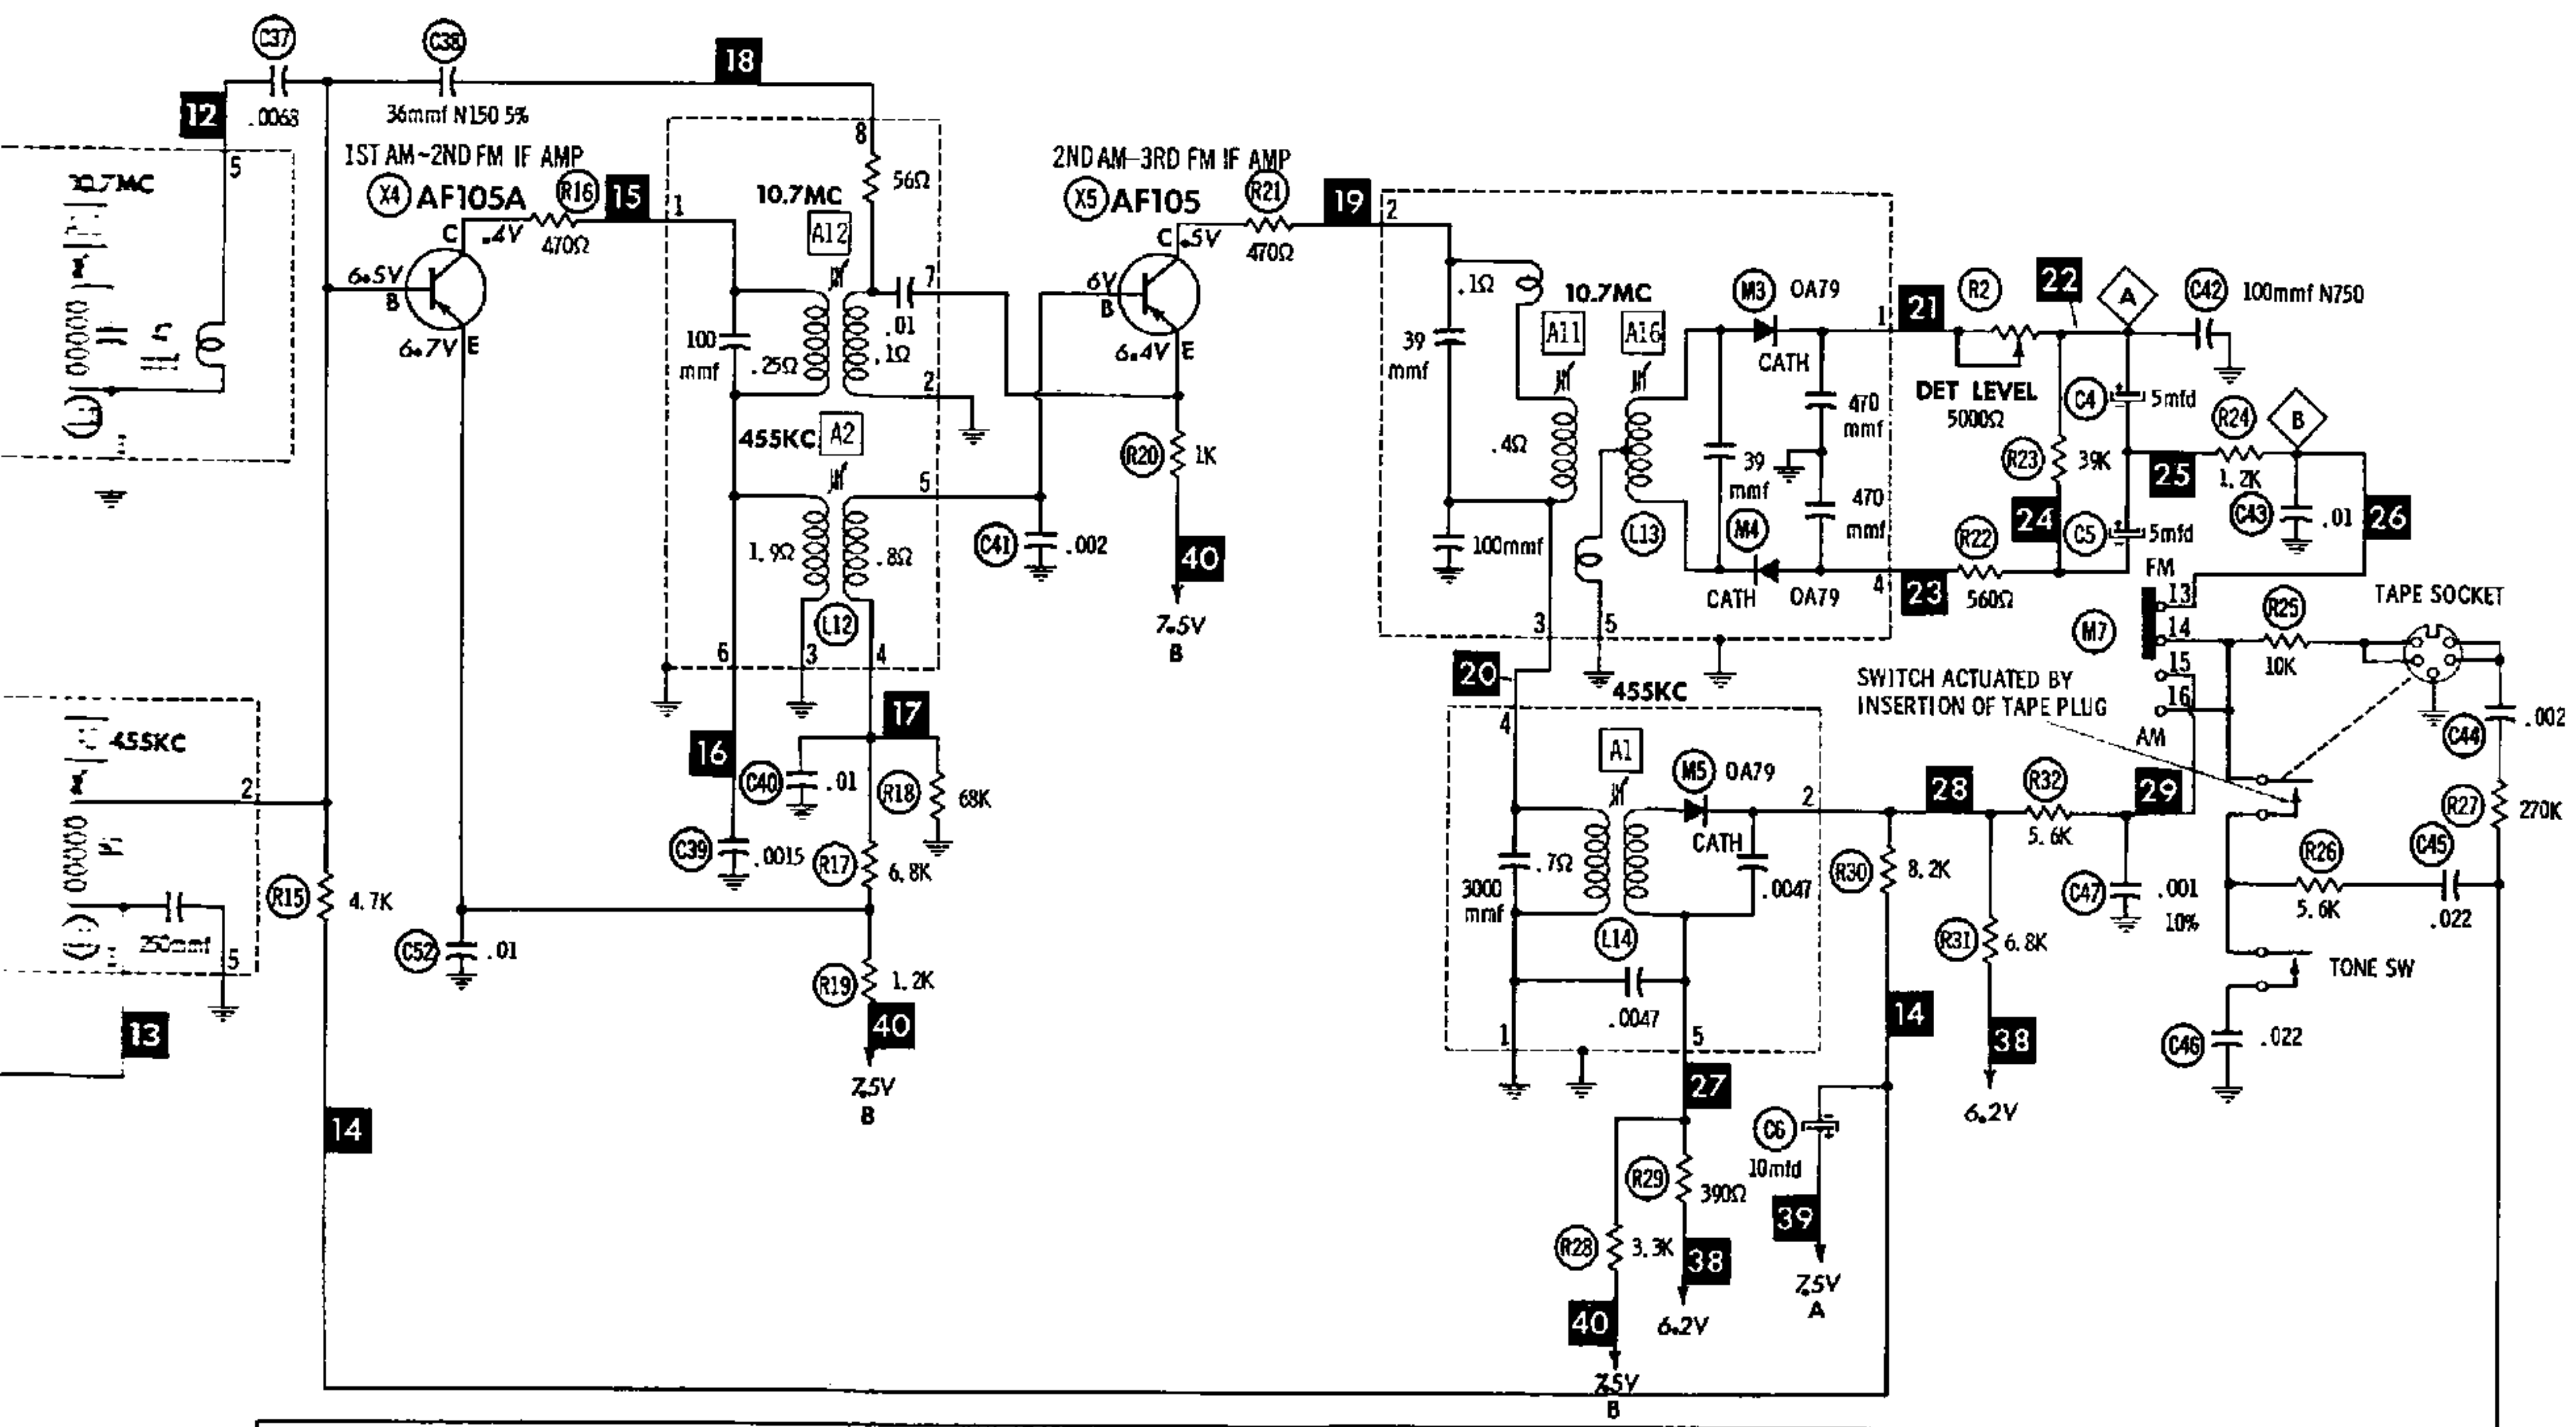 C37
.0068
C38
36mmf N150 5%
18
12
5
10.7MC
1ST AM-2ND FM IF AMP
X4 AF105A
R16
470Ω
15
C .4V
6.5V
B
6.7V E
1
8
56Ω
10.7MC
A12
100
mmf
.25Ω
.1Ω
.01
7
2
455KC A2
1.9Ω
.8Ω
5
L12
6
3
4
2ND AM-3RD FM IF AMP
X5 AF105
R21
470Ω
19
C .5V
6V
B
6.4V E
R20
1K
40
7.5V
B
C41
.002
2
.1Ω
39
mmf
10.7MC
A11
A16
.4Ω
100mmf
L13
M3 OA79
CATH
39
mmf
470
mmf
470
mmf
M4
CATH OA79
1
4
3
5
21
R2
DET LEVEL
5000Ω
22
A
C42 100mmf N750
C4
5mfd
R23
39K
24
C5
5mfd
25
R24
1.2K
B
C43
.01
26
23
R22
560Ω
FM
13
14
15
16
AM
M7
R25
10K
TAPE SOCKET
C44
.002
R27
270K
SWITCH ACTUATED BY
INSERTION OF TAPE PLUG
R26
5.6K
C45
.022
TONE SW
C46
.022
455KC
2
250mmf
5
13
R15
4.7K
14
C52
.01
16
17
C40
.01
R18
68K
C39
.0015
R17
6.8K
R19
1.2K
40
7.5V
B
20
455KC
4
A1
M5 OA79
CATH
2
3000
mmf
.7Ω
.0047
L14
.0047
1
5
27
R29
390Ω
R28
3.3K
38
6.2V
40
7.5V
B
28
R32
5.6K
29
R30
8.2K
R31
6.8K
C47
.001
10%
14
38
6.2V
C6
10mfd
39
7.5V
A